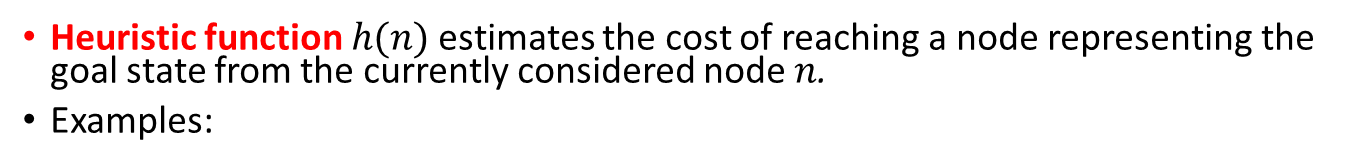 • Heuristic function h(n) estimates the cost of reaching a node representing the
goal state from the currently considered node n.
• Examples: